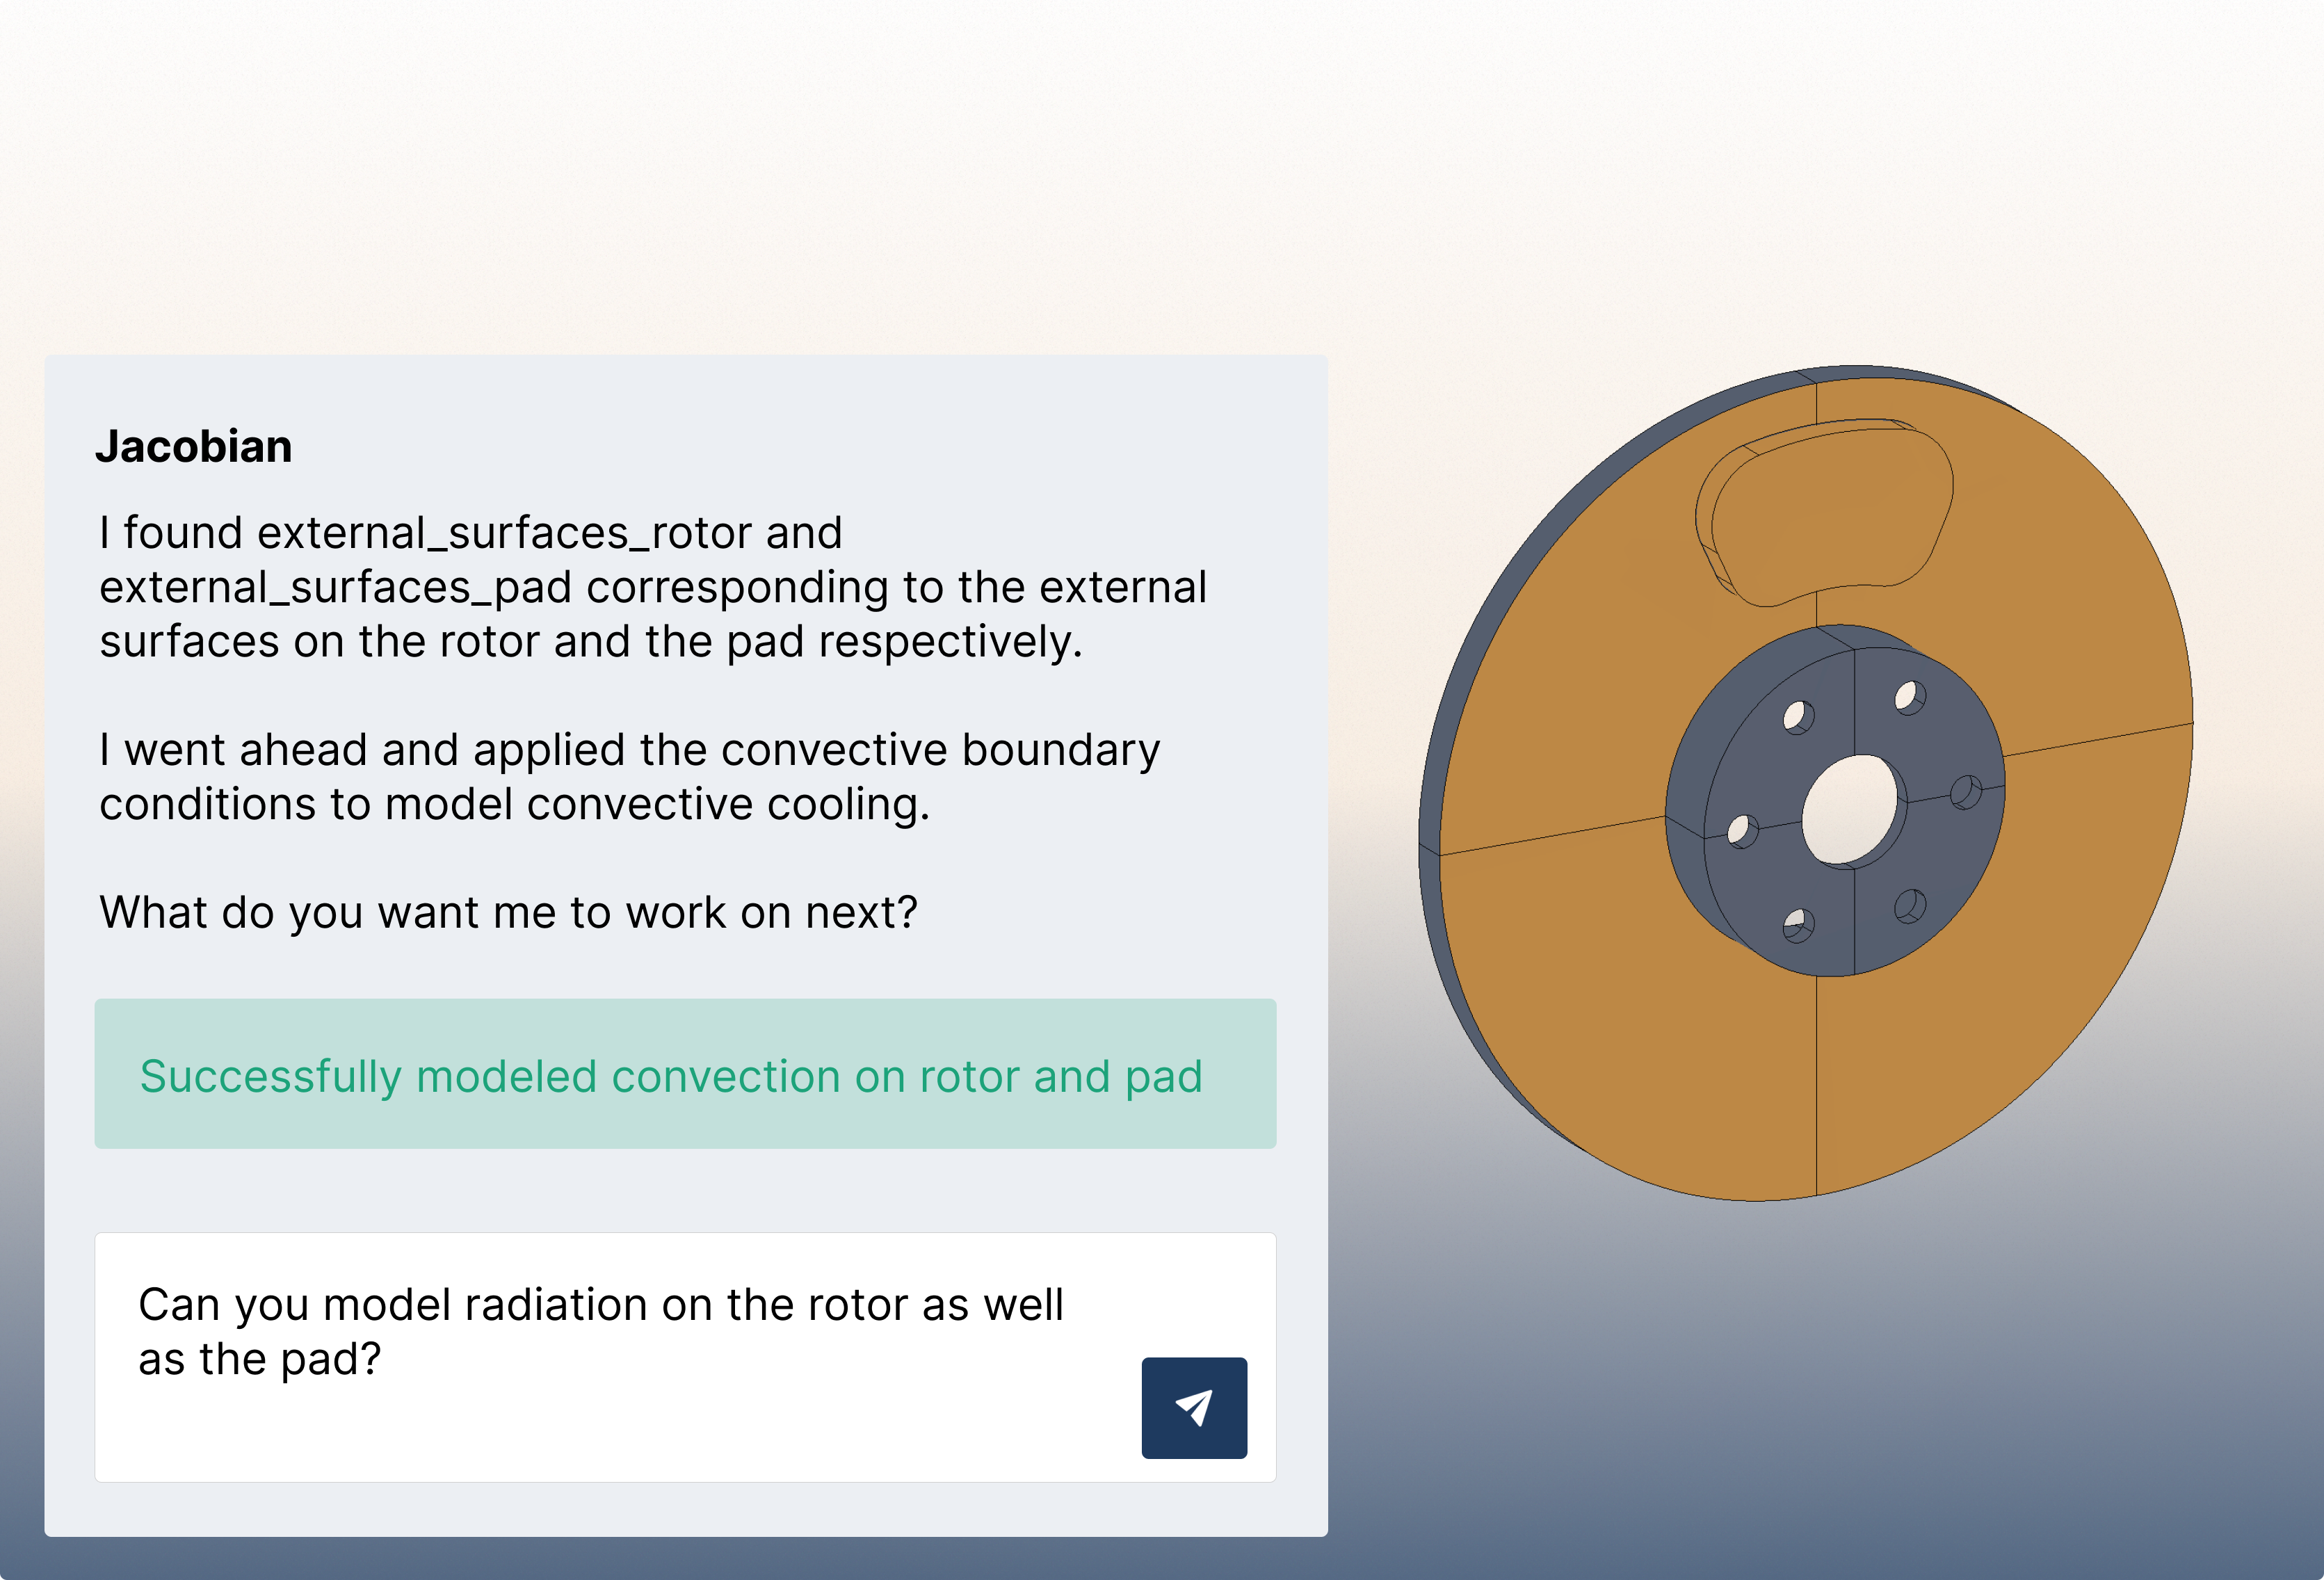 Jacobian
I found external_surfaces_rotor and
external_surfaces_pad corresponding to the external
surfaces on the rotor and the pad respectively.
I went ahead and applied the convective boundary
conditions to model convective cooling.
What do you want me to work on next?
Successfully modeled convection on rotor and pad
Can you model radiation on the rotor as well
as the pad?